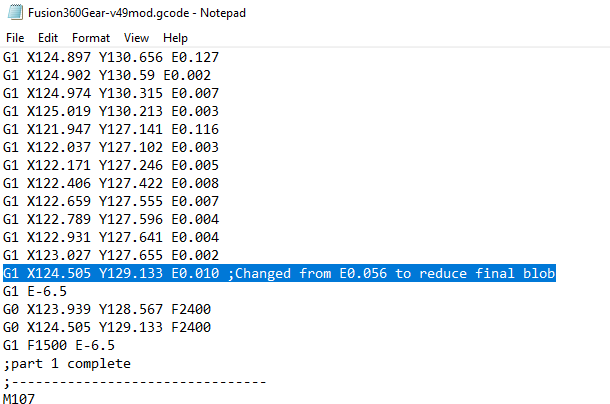 Fusion360Gear-v49mod.gcode - Notepad
File Edit Format View Help
G1 X124.897 Y130.656 E0.127
G1 X124.902 Y130.59 E0.002
G1 X124.974 Y130.315 E0.007
G1 X125.019 Y130.213 E0.003
G1 X121.947 Y127.141 E0.116
G1 X122.037 Y127.102 E0.003
G1 X122.171 Y127.246 E0.005
G1 X122.406 Y127.422 E0.008
G1 X122.659 Y127.555 E0.007
G1 X122.789 Y127.596 E0.004
G1 X122.931 Y127.641 E0.004
G1 X123.027 Y127.655 E0.002
G1 X124.505 Y129.133 E0.010 ;Changed from E0.056 to reduce final blob
G1 E-6.5
G0 X123.939 Y128.567 F2400
G0 X124.505 Y129.133 F2400
G1 F1500 E-6.5
;part 1 complete
;--------------------------------
M107